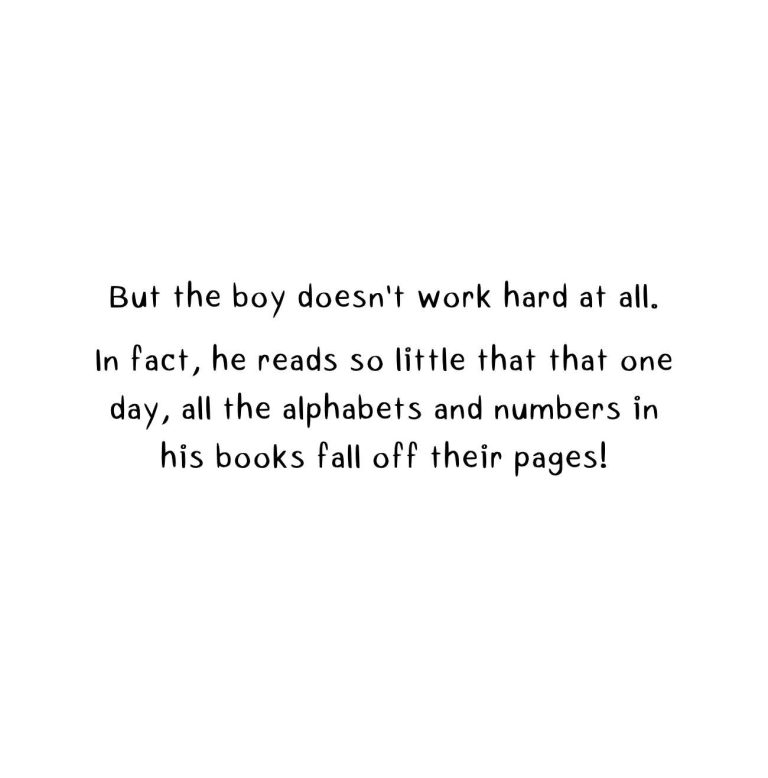 But the boy doesn't work hard at all.
In fact, he reads so little that that one
day, all the alphabets and numbers in
his books fall off their pages!